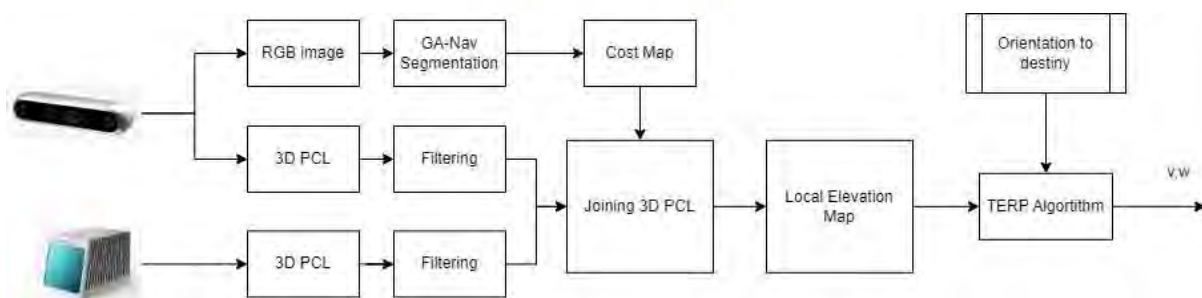 RGB image
GA-Nav
Segmentation
Cost Map
Orientation to
destiny
3D PCL
Filtering
Joining 3D PCL
Local Elevation
Map
TERP Algortithm
v,w
3D PCL
Filtering